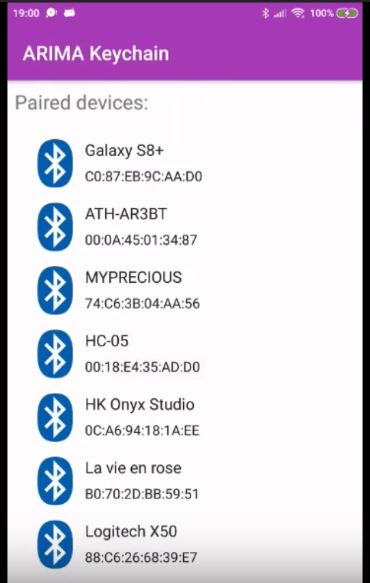 19:00 100%
ARIMA Keychain
Paired devices:
Galaxy S8+
C0:87:EB:9C:AA:D0
ATH-AR3BT
00:0A:45:01:34:87
MYPRECIOUS
74:C6:3B:04:AA:56
HC-05
00:18:E4:35:AD:D0
HK Onyx Studio
0C:A6:94:18:1A:EE
La vie en rose
B0:70:2D:BB:59:51
Logitech X50
88:C6:26:68:39:E7